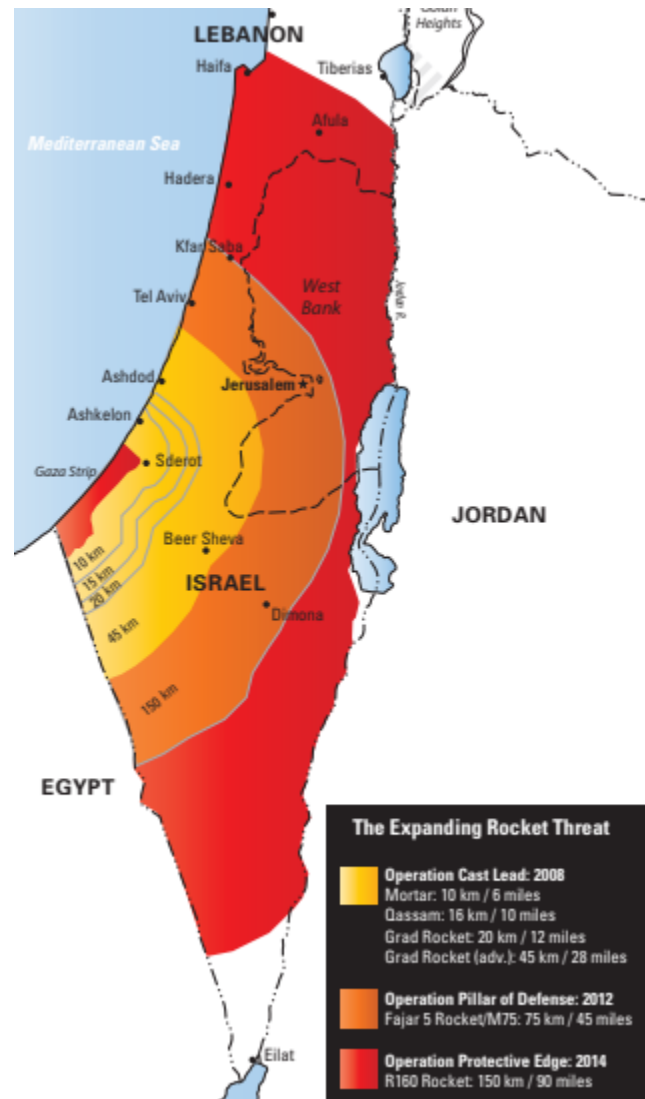 Golan
Heights
LEBANON
Haifa
Tiberias
Afula
Mediterranean Sea
Hadera
Kfar Saba
West
Bank
Jordan R.
Tel Aviv
Ashdod
Jerusalem
Ashkelon
Gaza Strip
Sderot
JORDAN
Beer Sheva
10 km
15 km
20 km
ISRAEL
Dimona
45 km
150 km
EGYPT
The Expanding Rocket Threat
Operation Cast Lead: 2008
Mortar: 10 km / 6 miles
Qassam: 16 km / 10 miles
Grad Rocket: 20 km / 12 miles
Grad Rocket (adv.): 45 km / 28 miles
Operation Pillar of Defense: 2012
Fajar 5 Rocket/M75: 75 km / 45 miles
Operation Protective Edge: 2014
R160 Rocket: 150 km / 90 miles
Eilat